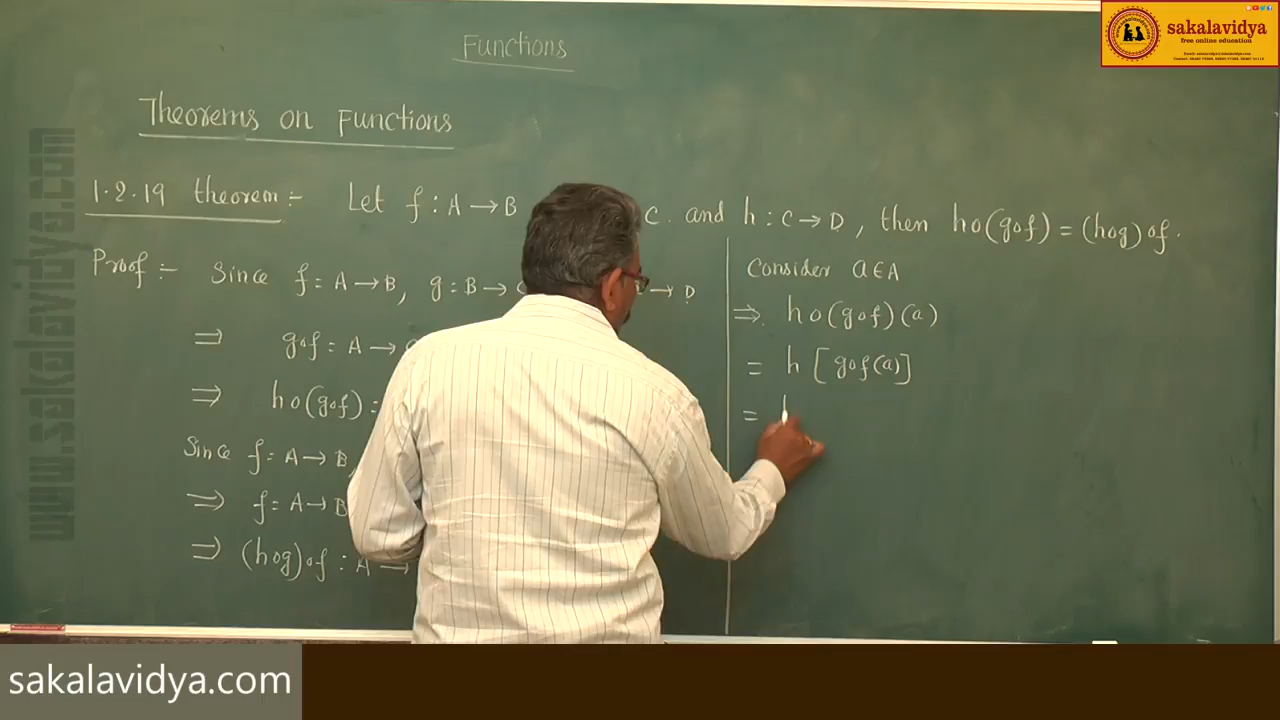 Functions
sakalavidya
free online education
Theorems on Functions
1.2.19 theorem :- Let f : A → B C. and h : C → D , then ho(gof) = (hog)of.
Proof :- Since f : A → B, g : B → → D
⇒ gof : A →
⇒ ho(gof) :
Since f : A → B,
⇒ f : A → B
⇒ (hog)of : A →
Consider a ∈ A
⇒ ho(gof)(a)
= h [gof(a)]
= h
www.sakalavidya.com
sakalavidya.com